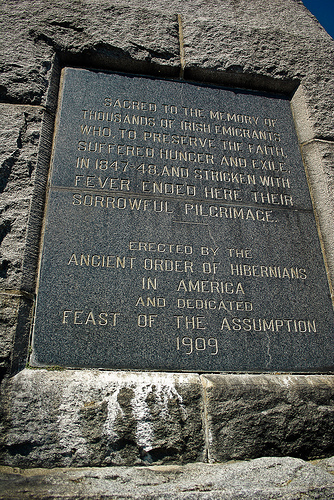 SACRED TO THE MEMORY OF
THOUSANDS OF IRISH EMIGRANTS
WHO, TO PRESERVE THE FAITH,
SUFFERED HUNGER AND EXILE
IN 1847-48, AND STRICKEN WITH
FEVER ENDED HERE THEIR
SORROWFUL PILGRIMAGE.
ERECTED BY THE
ANCIENT ORDER OF HIBERNIANS
IN AMERICA
AND DEDICATED
FEAST OF THE ASSUMPTION
1909